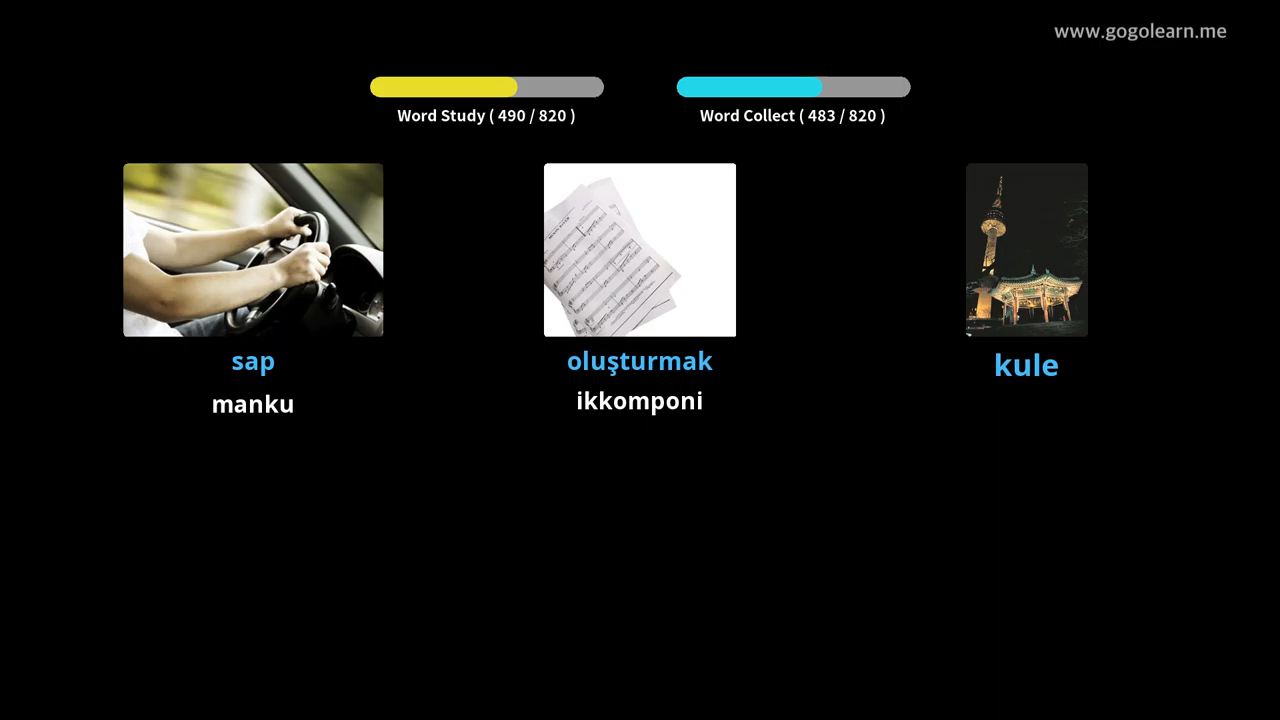 www.gogolearn.me
Word Study ( 490 / 820 )
Word Collect ( 483 / 820 )
sap
manku
oluşturmak
ikkomponi
kule